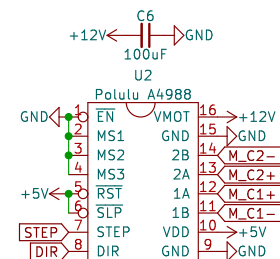 C6
+12V GND
100uF
U2
Polulu A4988
GND 1 EN VMOT 16 +12V
2 MS1 GND 15 GND
3 MS2 2B 14 M_C2-
4 MS3 2A 13 M_C2+
+5V 5 RST 1A 12 M_C1+
6 SLP 1B 11 M_C1-
STEP 7 STEP VDD 10 +5V
DIR 8 DIR GND 9 GND